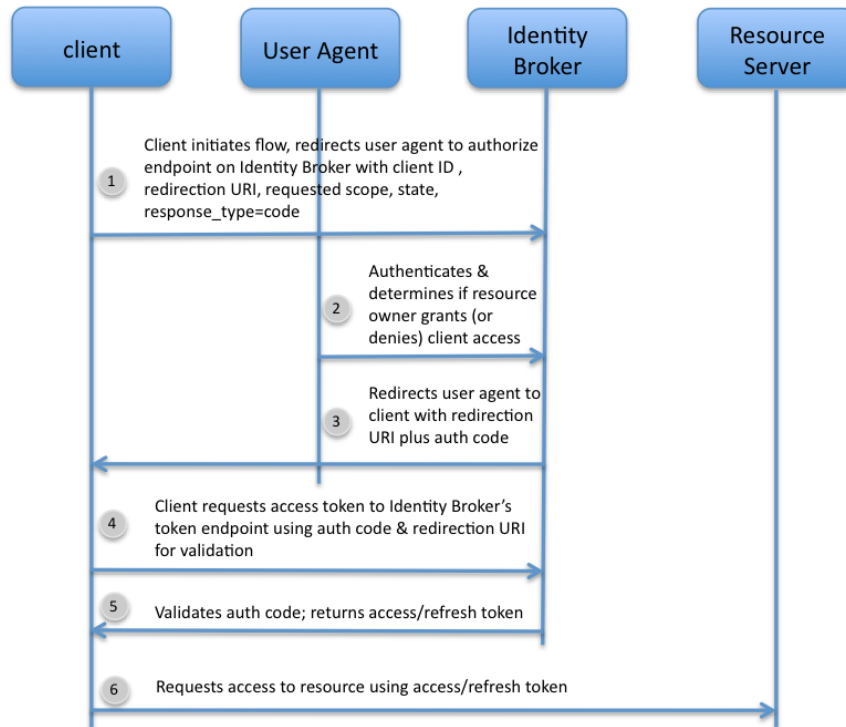 client
User Agent
Identity
Broker
Resource
Server
Client initiates flow, redirects user agent to authorize
endpoint on Identity Broker with client ID ,
1
redirection URI, requested scope, state,
response_type=code
Authenticates &
determines if resource
2
owner grants (or
denies) client access
Redirects user agent to
client with redirection
3
URI plus auth code
Client requests access token to Identity Broker's
4
token endpoint using auth code & redirection URI
for validation
5
Validates auth code; returns access/refresh token
6
Requests access to resource using access/refresh token